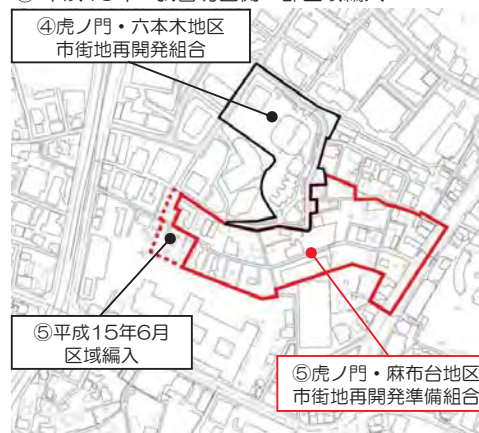 ④虎ノ門・六本木地区
市街地再開発組合
⑤平成15年6月
区域編入
⑤虎ノ門・麻布台地区
市街地再開発準備組合